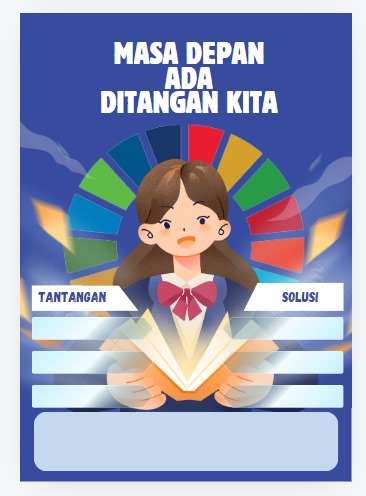 MASA DEPAN
ADA
DITANGAN KITA
TANTANGAN
SOLUSI